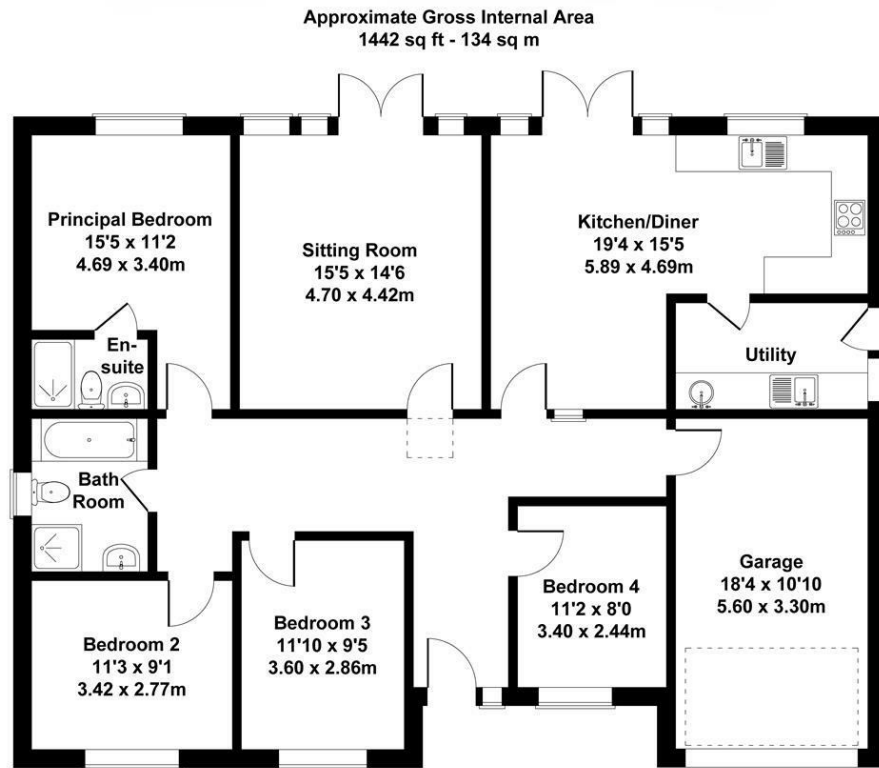 Approximate Gross Internal Area
1442 sq ft - 134 sq m
Principal Bedroom
15'5 x 11'2
4.69 x 3.40m
Sitting Room
15'5 x 14'6
4.70 x 4.42m
Kitchen/Diner
19'4 x 15'5
5.89 x 4.69m
En-
suite
Utility
Bath
Room
Bedroom 2
11'3 x 9'1
3.42 x 2.77m
Bedroom 3
11'10 x 9'5
3.60 x 2.86m
Bedroom 4
11'2 x 8'0
3.40 x 2.44m
Garage
18'4 x 10'10
5.60 x 3.30m